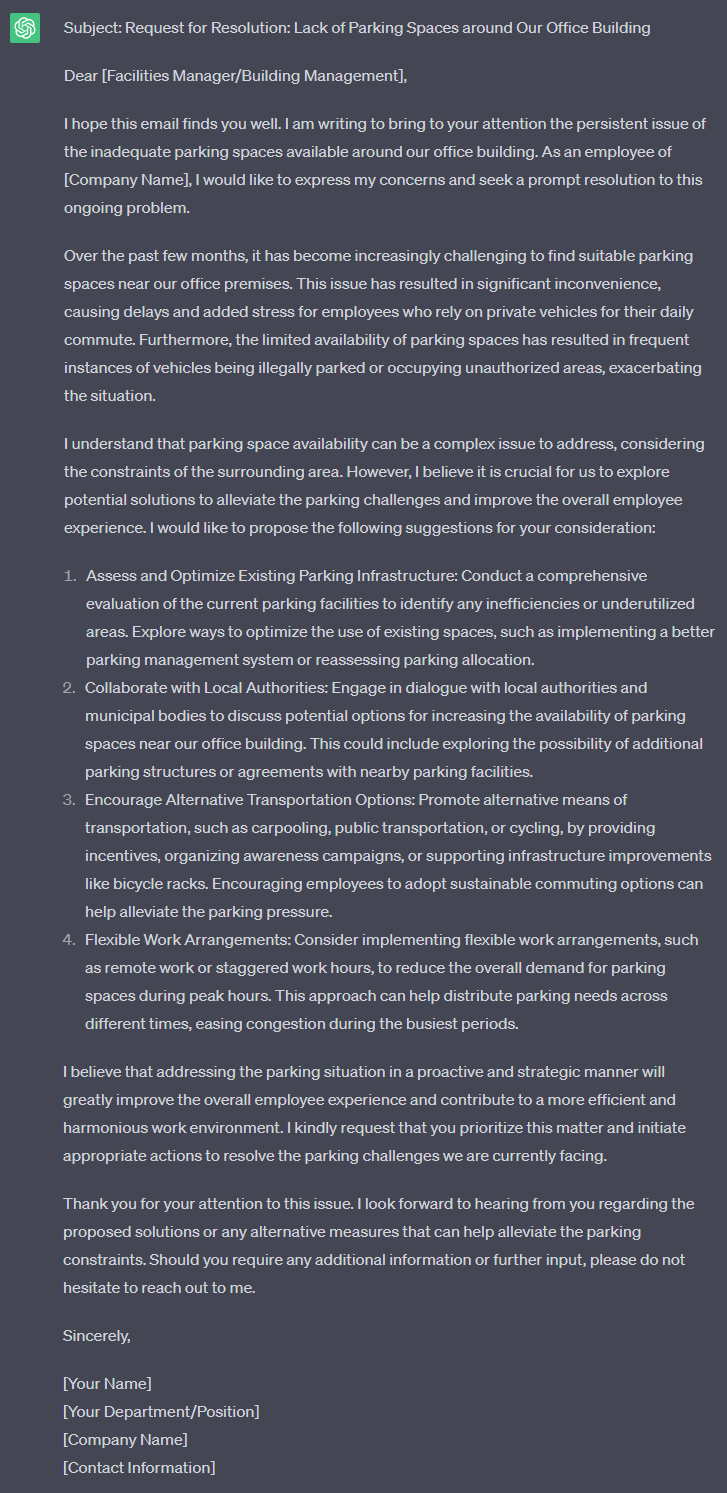 Subject: Request for Resolution: Lack of Parking Spaces around Our Office Building
Dear [Facilities Manager/Building Management],
I hope this email finds you well. I am writing to bring to your attention the persistent issue of
the inadequate parking spaces available around our office building. As an employee of
[Company Name], I would like to express my concerns and seek a prompt resolution to this
ongoing problem.
Over the past few months, it has become increasingly challenging to find suitable parking
spaces near our office premises. This issue has resulted in significant inconvenience,
causing delays and added stress for employees who rely on private vehicles for their daily
commute. Furthermore, the limited availability of parking spaces has resulted in frequent
instances of vehicles being illegally parked or occupying unauthorized areas, exacerbating
the situation.
I understand that parking space availability can be a complex issue to address, considering
the constraints of the surrounding area. However, I believe it is crucial for us to explore
potential solutions to alleviate the parking challenges and improve the overall employee
experience. I would like to propose the following suggestions for your consideration:
1. Assess and Optimize Existing Parking Infrastructure: Conduct a comprehensive
evaluation of the current parking facilities to identify any inefficiencies or underutilized
areas. Explore ways to optimize the use of existing spaces, such as implementing a better
parking management system or reassessing parking allocation.
2. Collaborate with Local Authorities: Engage in dialogue with local authorities and
municipal bodies to discuss potential options for increasing the availability of parking
spaces near our office building. This could include exploring the possibility of additional
parking structures or agreements with nearby parking facilities.
3. Encourage Alternative Transportation Options: Promote alternative means of
transportation, such as carpooling, public transportation, or cycling, by providing
incentives, organizing awareness campaigns, or supporting infrastructure improvements
like bicycle racks. Encouraging employees to adopt sustainable commuting options can
help alleviate the parking pressure.
4. Flexible Work Arrangements: Consider implementing flexible work arrangements, such
as remote work or staggered work hours, to reduce the overall demand for parking
spaces during peak hours. This approach can help distribute parking needs across
different times, easing congestion during the busiest periods.
I believe that addressing the parking situation in a proactive and strategic manner will
greatly improve the overall employee experience and contribute to a more efficient and
harmonious work environment. I kindly request that you prioritize this matter and initiate
appropriate actions to resolve the parking challenges we are currently facing.
Thank you for your attention to this issue. I look forward to hearing from you regarding the
proposed solutions or any alternative measures that can help alleviate the parking
constraints. Should you require any additional information or further input, please do not
hesitate to reach out to me.
Sincerely,
[Your Name]
[Your Department/Position]
[Company Name]
[Contact Information]